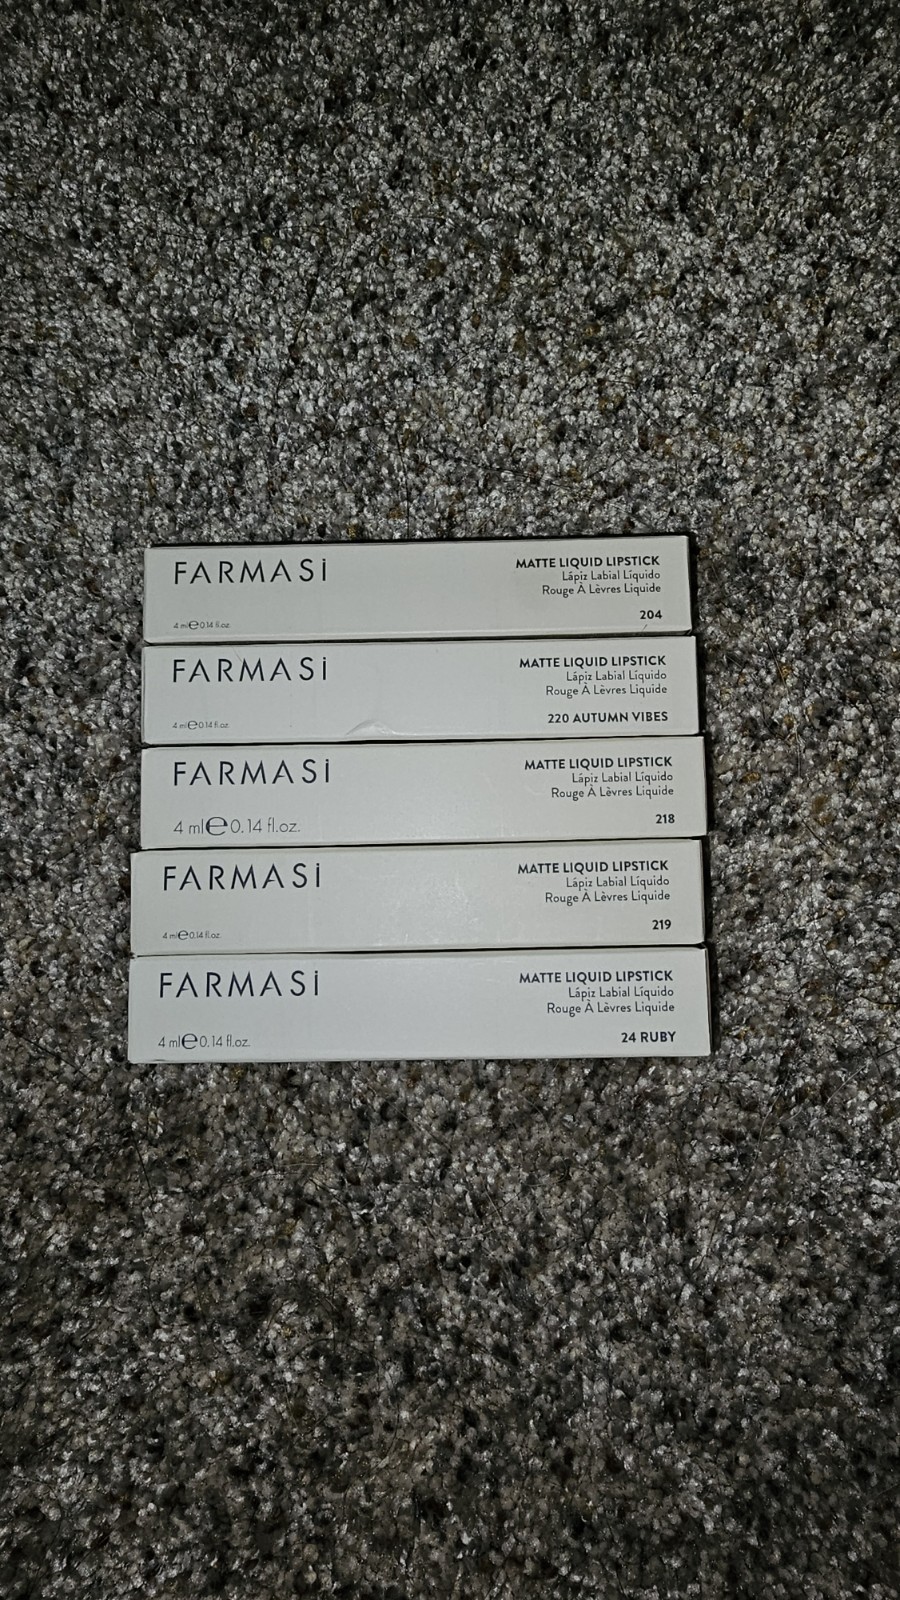 FARMASi
MATTE LIQUID LIPSTICK
Lápiz Labial Líquido
Rouge À Lèvres Liquide
4 ml℮0.14 fl.oz.
204
FARMASi
MATTE LIQUID LIPSTICK
Lápiz Labial Líquido
Rouge À Lèvres Liquide
4 ml℮0.14 fl.oz.
220 AUTUMN VIBES
FARMASi
MATTE LIQUID LIPSTICK
Lápiz Labial Líquido
Rouge À Lèvres Liquide
4 ml℮0.14 fl.oz.
218
FARMASi
MATTE LIQUID LIPSTICK
Lápiz Labial Líquido
Rouge À Lèvres Liquide
4 ml℮0.14 fl.oz.
219
FARMASi
MATTE LIQUID LIPSTICK
Lápiz Labial Líquido
Rouge À Lèvres Liquide
4 ml℮0.14 fl.oz.
24 RUBY